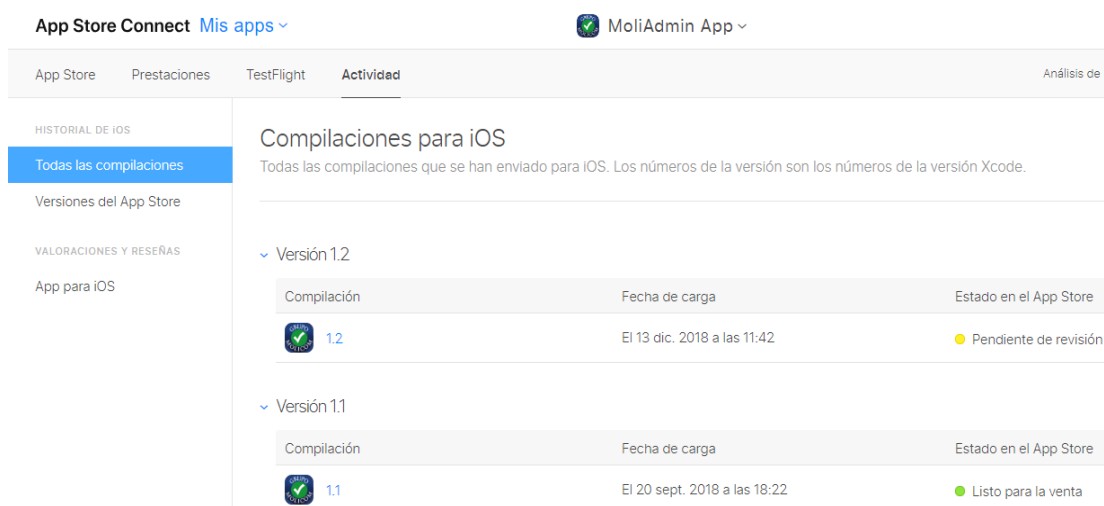 App Store Connect Mis apps
MoliAdmin App
App Store Prestaciones TestFlight Actividad Análisis de
HISTORIAL DE iOS
Todas las compilaciones
Versiones del App Store
VALORACIONES Y RESEÑAS
App para iOS
Compilaciones para iOS
Todas las compilaciones que se han enviado para iOS. Los números de la versión son los números de la versión Xcode.
Versión 1.2
Compilación Fecha de carga Estado en el App Store
GRUPO MOLICOM 1.2 El 13 dic. 2018 a las 11:42 Pendiente de revisión
Versión 1.1
Compilación Fecha de carga Estado en el App Store
GRUPO MOLICOM 1.1 El 20 sept. 2018 a las 18:22 Listo para la venta